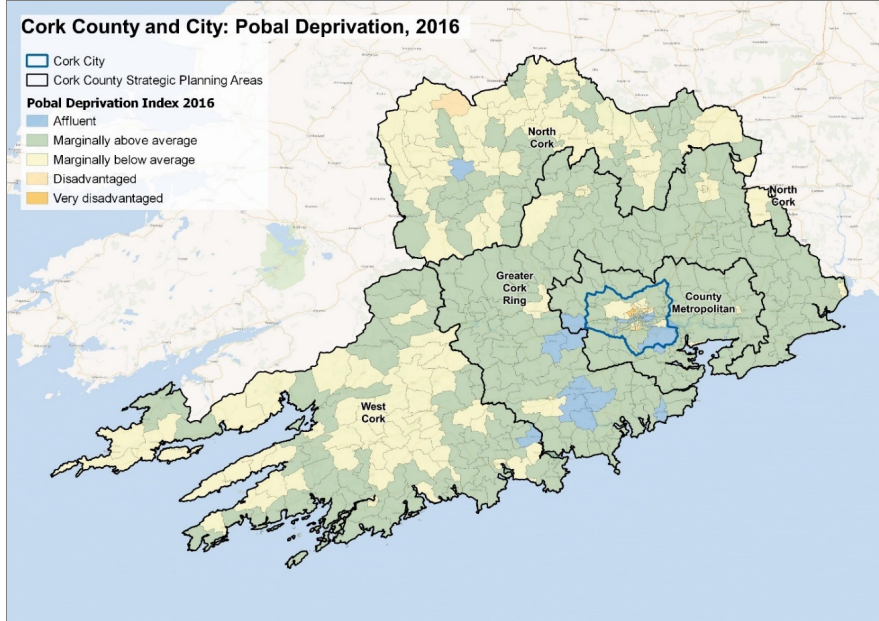 Cork County and City: Pobal Deprivation, 2016
Cork City
Cork County Strategic Planning Areas
Pobal Deprivation Index 2016
Affluent
Marginally above average
Marginally below average
Disadvantaged
Very disadvantaged
North
Cork
North
Cork
Greater
Cork
Ring
County
Metropolitan
West
Cork